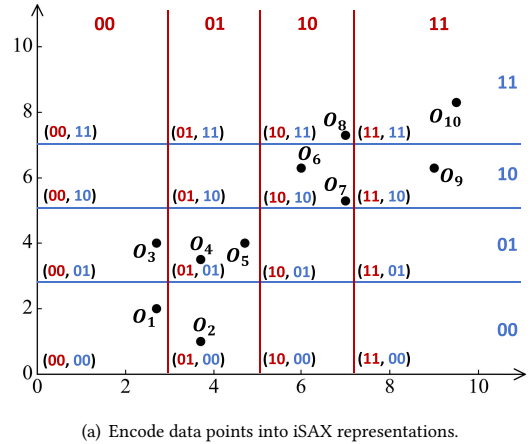 00 01 10 11
10
11
O10
O8
8
(00, 11) (01, 11) (10, 11) (11, 11)
O6
O9
10
6
O7
(00, 10) (01, 10) (10, 10) (11, 10)
4
O3 O4 O5
01
(00, 01) (01, 01) (10, 01) (11, 01)
2
O1 O2
00
(00, 00) (01, 00) (10, 00) (11, 00)
0
0 2 4 6 8 10
(a) Encode data points into iSAX representations.